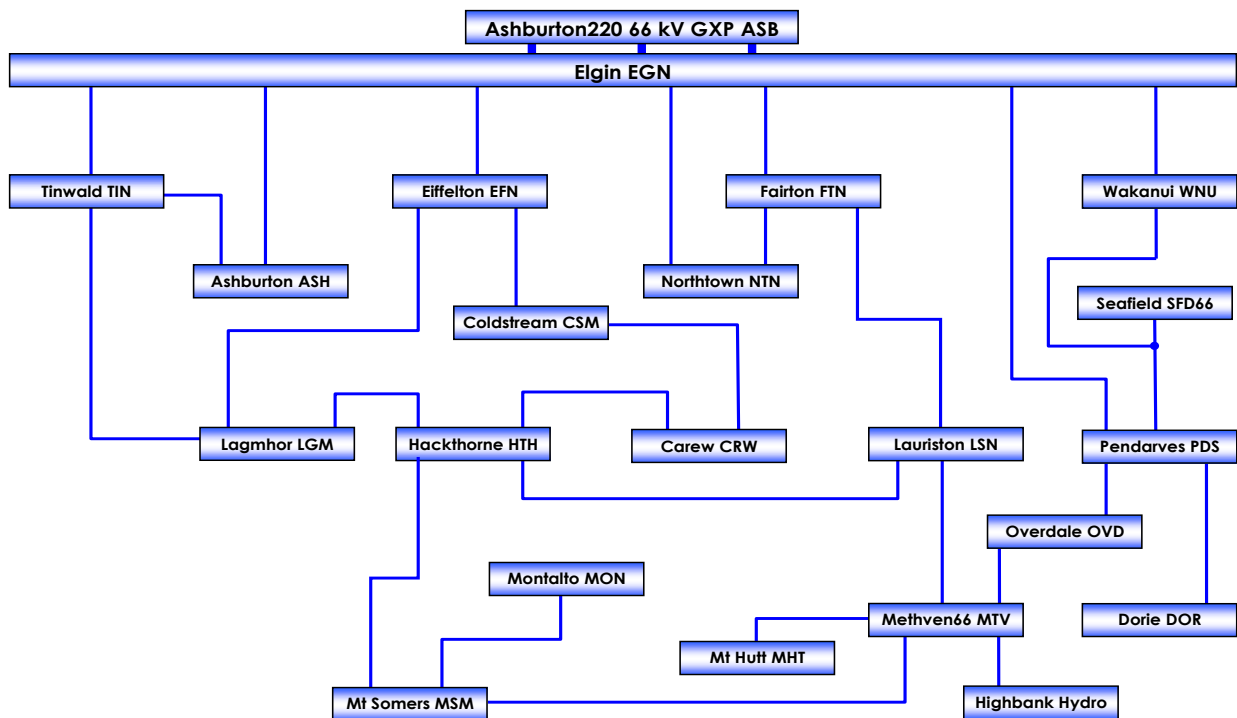 Ashburton220 66 kV GXP ASB
Elgin EGN
Tinwald TIN
Eiffelton EFN
Fairton FTN
Wakanui WNU
Ashburton ASH
Northtown NTN
Seafield SFD66
Coldstream CSM
Lagmhor LGM
Hackthorne HTH
Carew CRW
Lauriston LSN
Pendarves PDS
Overdale OVD
Montalto MON
Methven66 MTV
Dorie DOR
Mt Hutt MHT
Mt Somers MSM
Highbank Hydro